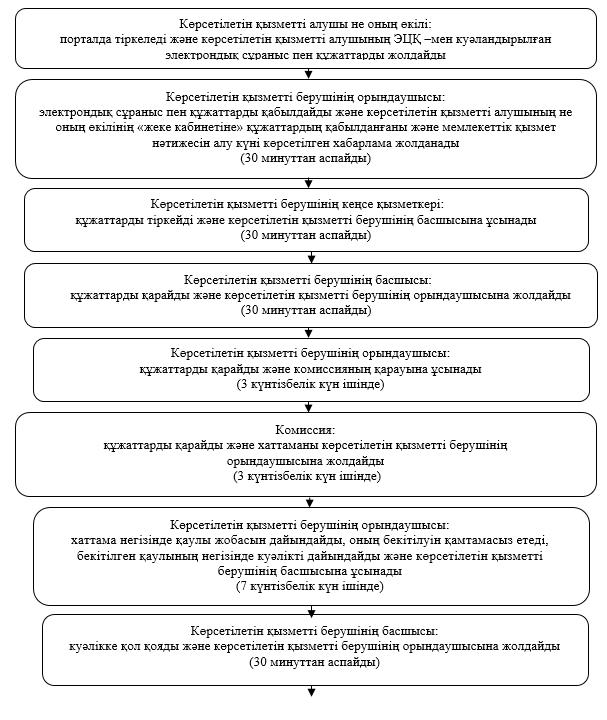 Көрсетілетін қызметті алушы не оның өкілі:
порталда тіркеледі және көрсетілетін қызметті алушының ЭЦҚ –мен куәландырылған
электрондық сұраныс пен құжаттарды жолдайды
Көрсетілетін қызметті берушінің орындаушысы:
электрондық сұраныс пен құжаттарды қабылдайды және көрсетілетін қызметті алушының не
оның өкілінің «жеке кабинетіне» құжаттардың қабылданғаны және мемлекеттік қызмет
нәтижесін алу күні көрсетілген хабарлама жолданады
(30 минуттан аспайды)
Көрсетілетін қызметті берушінің кеңсе қызметкері:
құжаттарды тіркейді және көрсетілетін қызметті берушінің басшысына ұсынады
(30 минуттан аспайды)
Көрсетілетін қызметті берушінің басшысы:
құжаттарды қарайды және көрсетілетін қызметті берушінің орындаушысына жолдайды
(30 минуттан аспайды)
Көрсетілетін қызметті берушінің орындаушысы:
құжаттарды қарайды және комиссияның қарауына ұсынады
(3 күнтізбелік күн ішінде)
Комиссия:
құжаттарды қарайды және хаттаманы көрсетілетін қызметті берушінің
орындаушысына жолдайды
(3 күнтізбелік күн ішінде)
Көрсетілетін қызметті берушінің орындаушысы:
хаттама негізінде қаулы жобасын дайындайды, оның бекітілуін қамтамасыз етеді,
бекітілген қаулының негізінде куәлікті дайындайды және көрсетілетін қызметті
берушінің басшысына ұсынады
(7 күнтізбелік күн ішінде)
Көрсетілетін қызметті берушінің басшысы:
куәлікке қол қояды және көрсетілетін қызметті берушінің орындаушысына жолдайды
(30 минуттан аспайды)